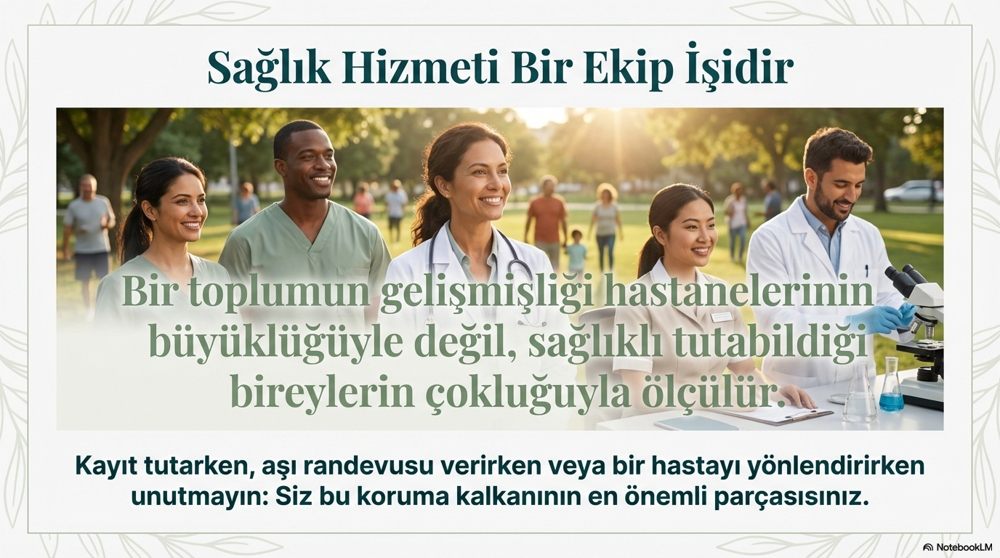 Sağlık Hizmeti Bir Ekip İşidir
Bir toplumun gelişmişliği hastanelerinin
büyüklüğüyle değil, sağlıklı tutabildiği
bireylerin çokluğuyla ölçülür.
Kayıt tutarken, aşı randevusu verirken veya bir hastayı yönlendirirken
unutmayın: Siz bu koruma kalkanının en önemli parçasısınız.
NotebookLM